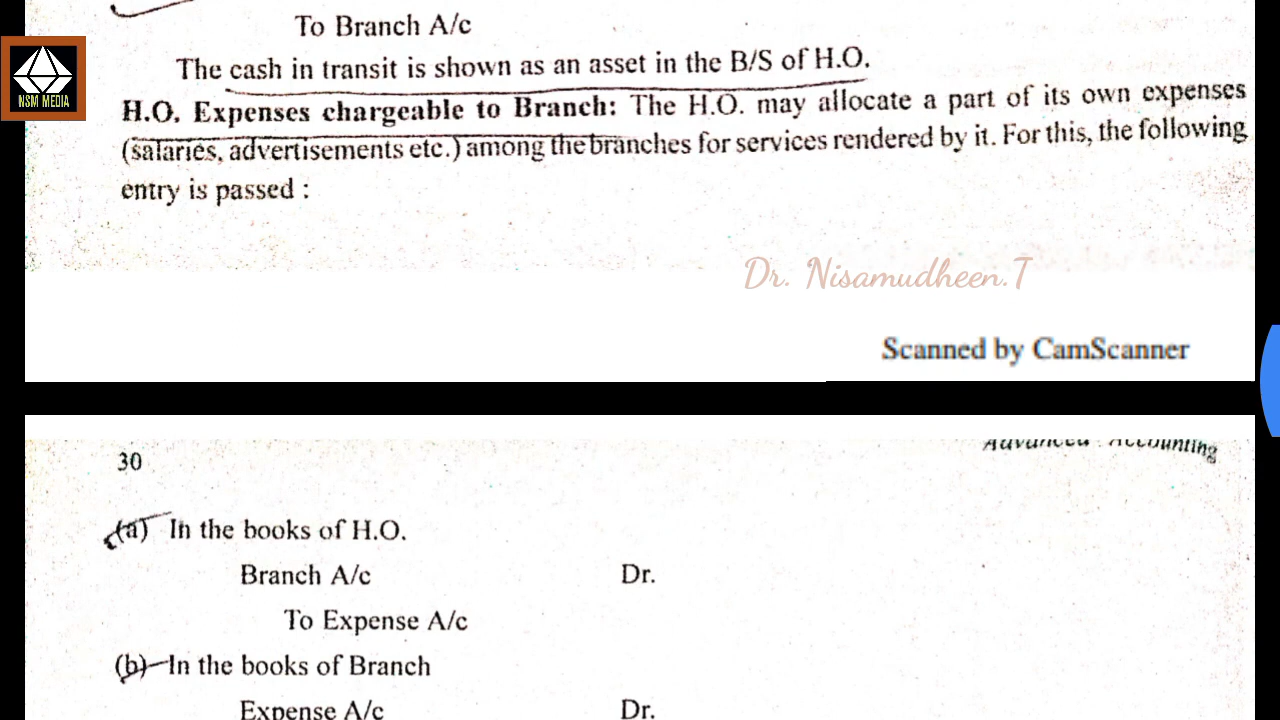 To Branch A/c
The cash in transit is shown as an asset in the B/S of H.O.
NSM MEDIA
H.O. Expenses chargeable to Branch: The H.O. may allocate a part of its own expenses
(salaries, advertisements etc.) among the branches for services rendered by it. For this, the following
entry is passed :
Dr. Nisamudheen.T
Scanned by CamScanner
30
Advanced Accounting
(a) In the books of H.O.
Branch A/c Dr.
To Expense A/c
(b) In the books of Branch
Expense A/c Dr.